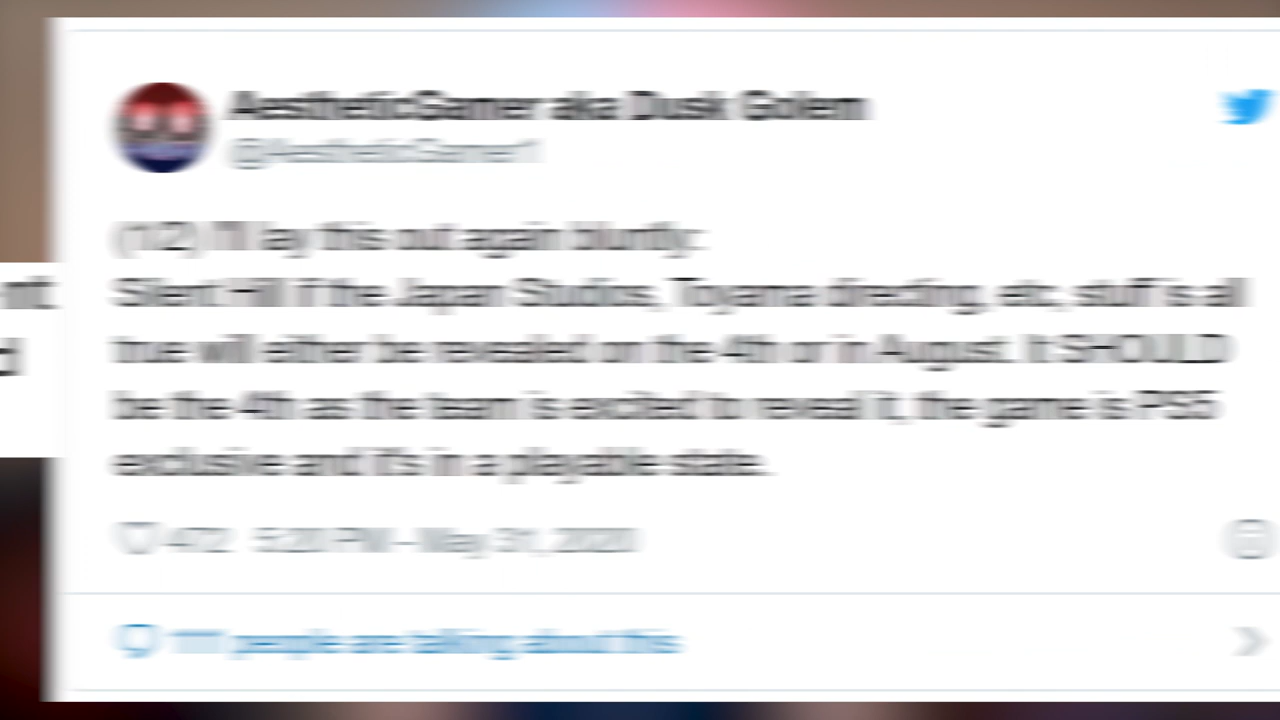 AestheticGamer aka Dusk Golem
@AestheticGamer1
(1/2) I'll lay this out again bluntly:
Silent Hill if the Japan Studios, Toyama directing, etc, stuff is all
true will either be revealed on the 4th or in August. It SHOULD
be the 4th as the team is excited to reveal it, the game is PS5
exclusive and it's in a playable state.
472 5:20 PM - May 31, 2020
people are talking about this